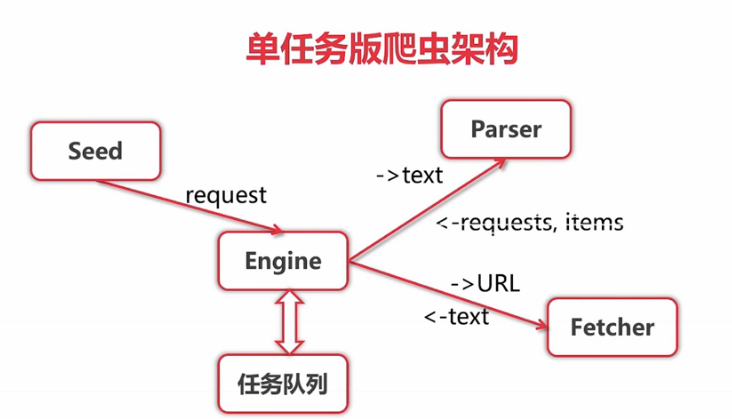 单任务版爬虫架构
Parser
Seed
->text
request
<-requests, items
Engine
->URL
<-text
Fetcher
任务队列